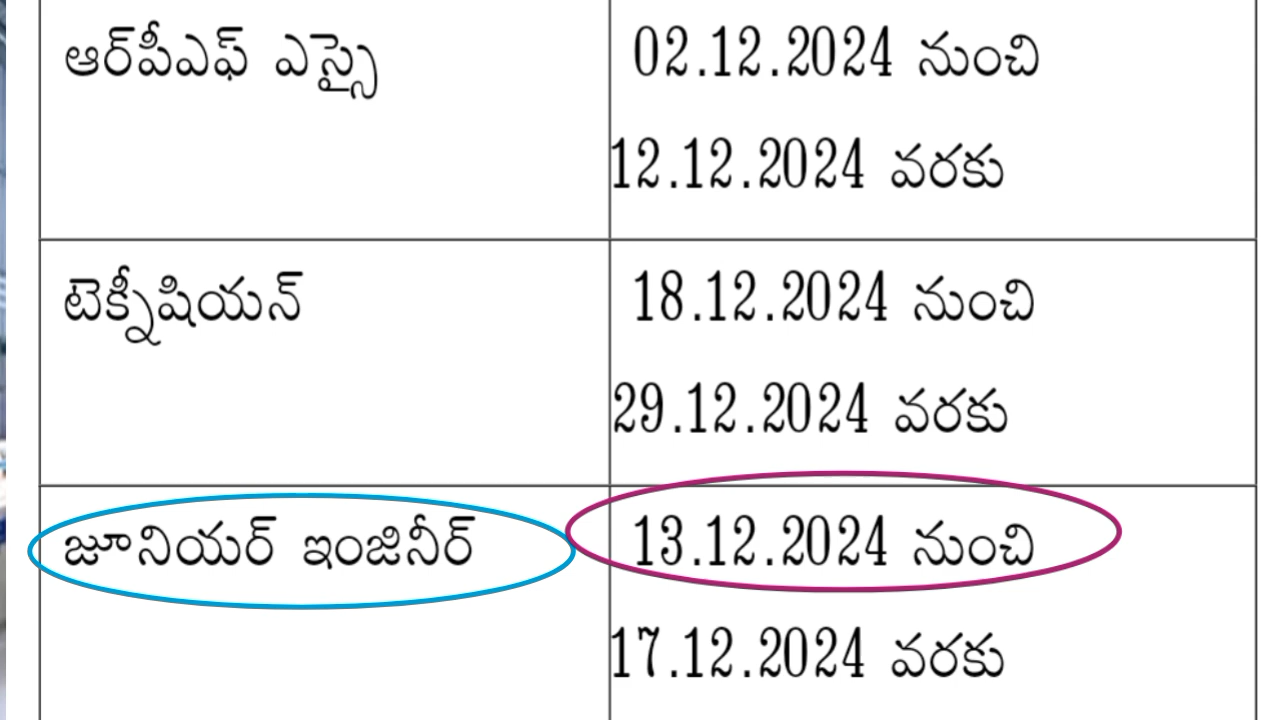 ఆర్‌పీఎఫ్ ఎస్సై
02.12.2024 నుంచి
12.12.2024 వరకు
టెక్నీషియన్
18.12.2024 నుంచి
29.12.2024 వరకు
జూనియర్ ఇంజినీర్
13.12.2024 నుంచి
17.12.2024 వరకు